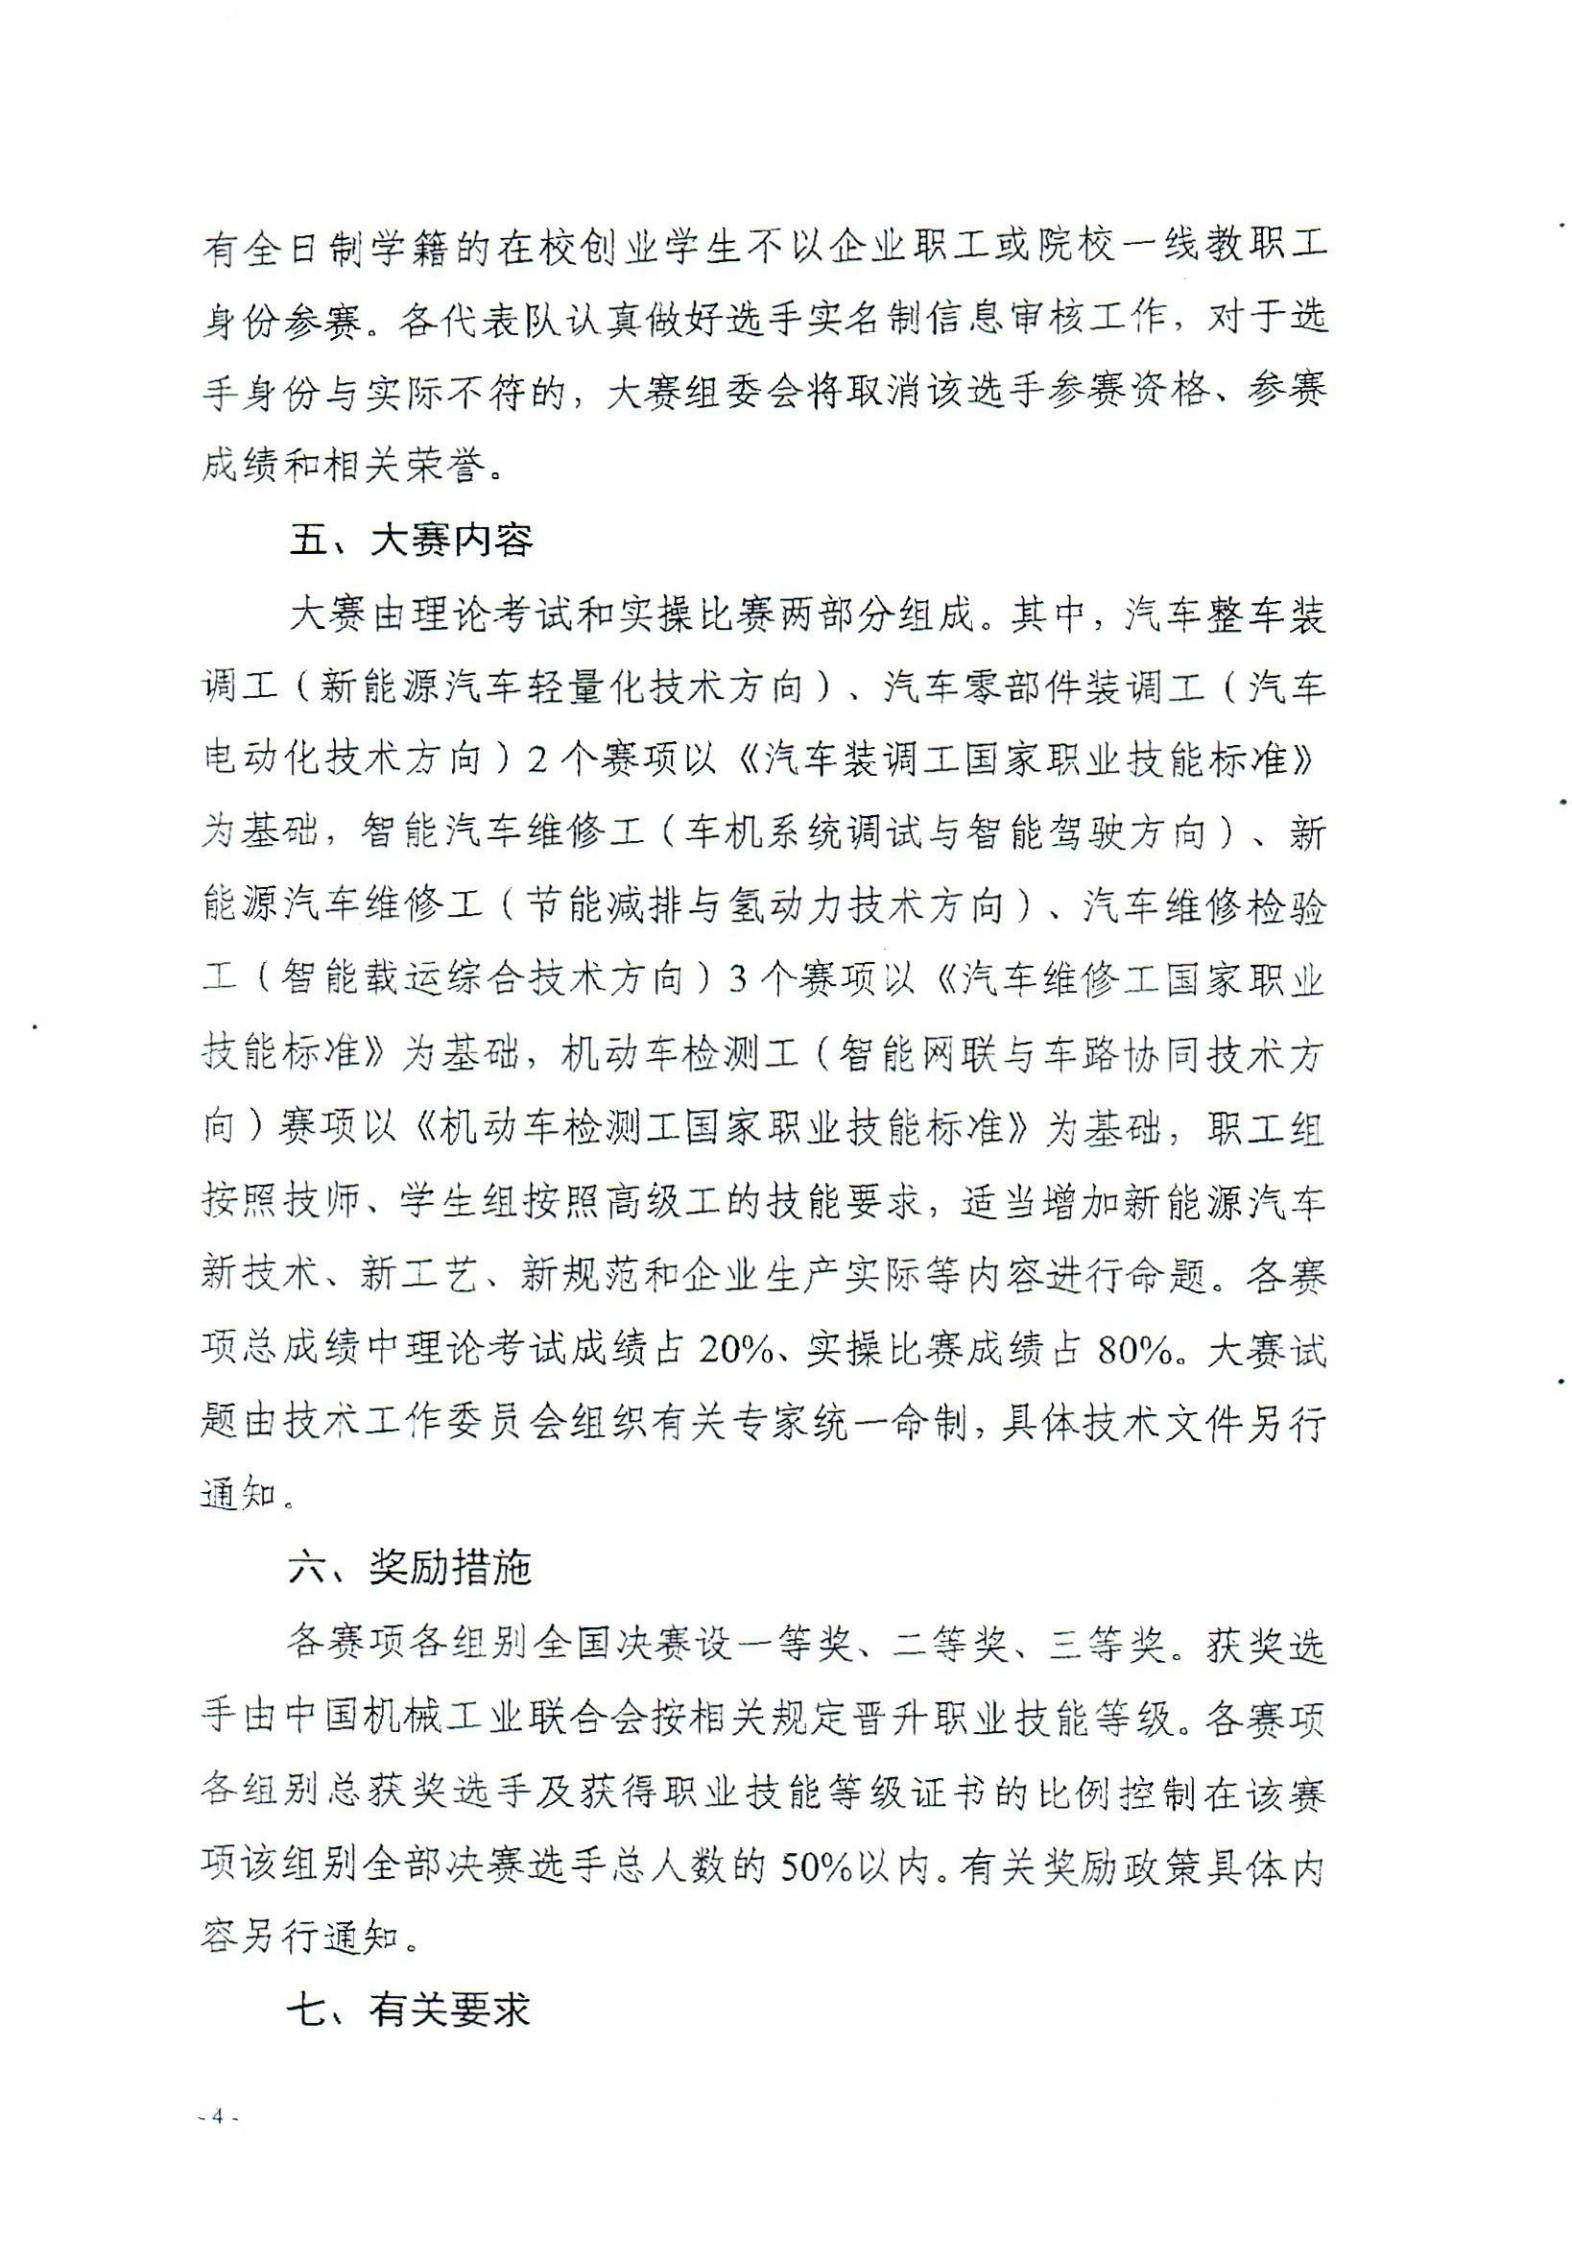 有全日制学籍的在校创业学生不以企业职工或院校一线教职工
身份参赛。各代表队认真做好选手实名制信息审核工作，对于选
手身份与实际不符的，大赛组委会将取消该选手参赛资格、参赛
成绩和相关荣誉。
五、大赛内容
大赛由理论考试和实操比赛两部分组成。其中，汽车整车装
调工（新能源汽车轻量化技术方向）、汽车零部件装调工（汽车
电动化技术方向）2 个赛项以《汽车装调工国家职业技能标准》
为基础，智能汽车维修工（车机系统调试与智能驾驶方向）、新
能源汽车维修工（节能减排与氢动力技术方向）、汽车维修检验
工（智能载运综合技术方向）3 个赛项以《汽车维修工国家职业
技能标准》为基础，机动车检测工（智能网联与车路协同技术方
向）赛项以《机动车检测工国家职业技能标准》为基础，职工组
按照技师、学生组按照高级工的技能要求，适当增加新能源汽车
新技术、新工艺、新规范和企业生产实际等内容进行命题。各赛
项总成绩中理论考试成绩占 20%、实操比赛成绩占 80%。大赛试
题由技术工作委员会组织有关专家统一命制，具体技术文件另行
通知。
六、奖励措施
各赛项各组别全国决赛设一等奖、二等奖、三等奖。获奖选
手由中国机械工业联合会按相关规定晋升职业技能等级。各赛项
各组别总获奖选手及获得职业技能等级证书的比例控制在该赛
项该组别全部决赛选手总人数的 50%以内。有关奖励政策具体内
容另行通知。
七、有关要求
- 4 -